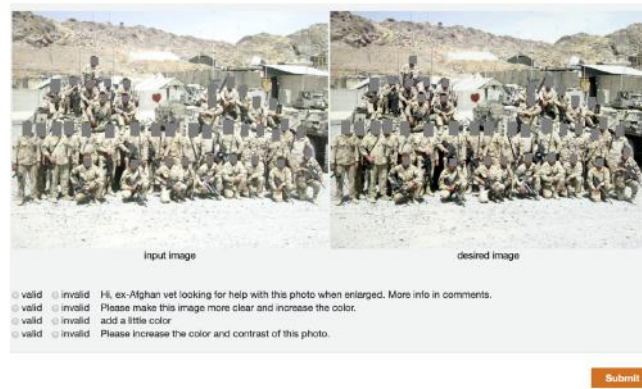 input image
desired image
valid invalid Hi, ex-Afghan vet looking for help with this photo when enlarged. More info in comments.
valid invalid Please make this image more clear and increase the color.
valid invalid add a little color
valid invalid Please increase the color and contrast of this photo.
Submit